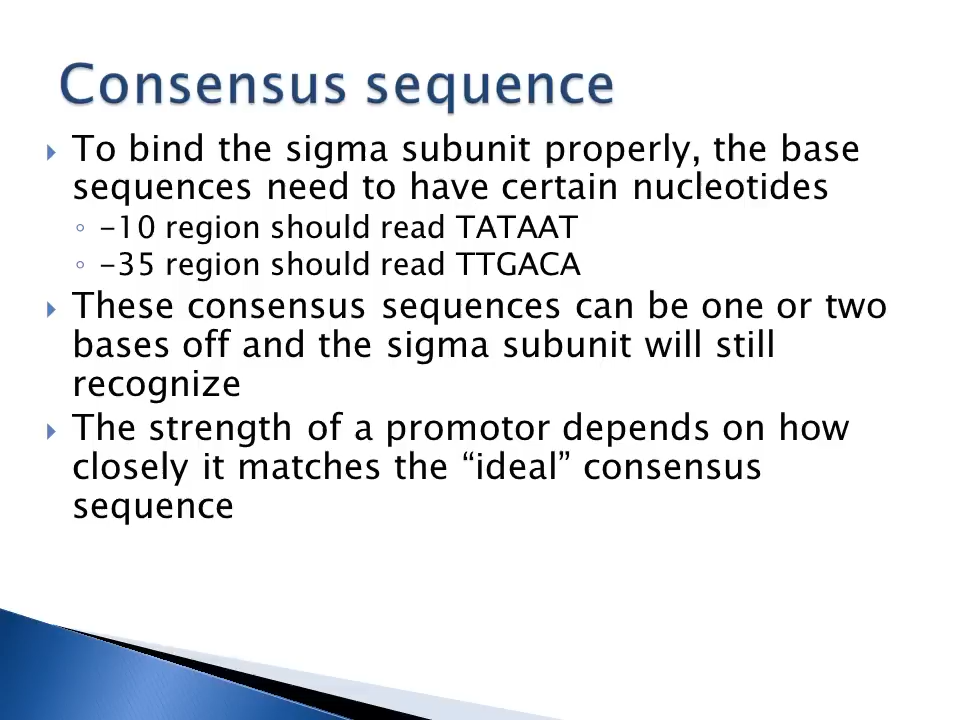 Consensus sequence
To bind the sigma subunit properly, the base
sequences need to have certain nucleotides
-10 region should read TATAAT
-35 region should read TTGACA
These consensus sequences can be one or two
bases off and the sigma subunit will still
recognize
The strength of a promotor depends on how
closely it matches the “ideal” consensus
sequence